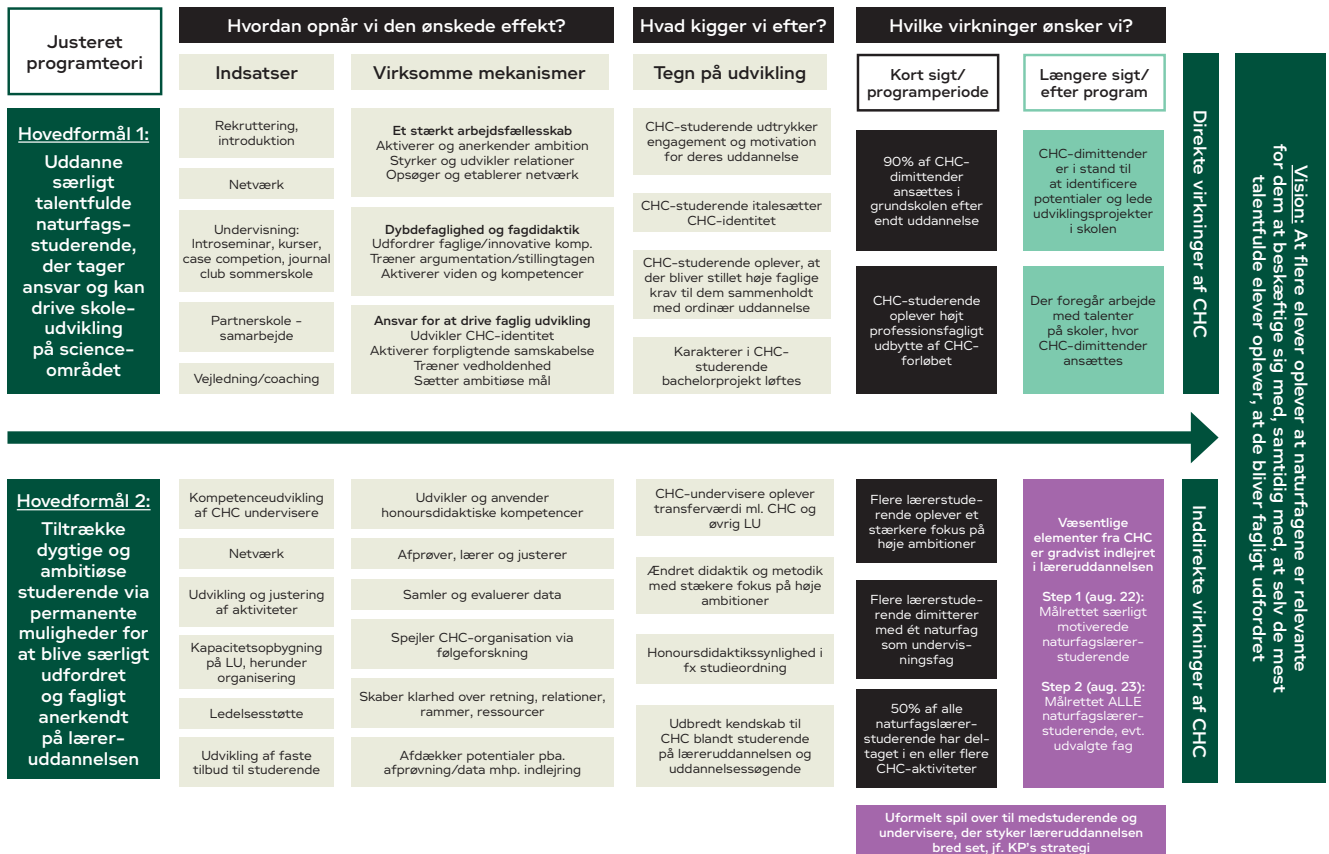 Justeret
programteori
Hvordan opnår vi den ønskede effekt?
Hvad kigger vi efter?
Hvilke virkninger ønsker vi?
Indsatser
Virksomme mekanismer
Tegn på udvikling
Kort sigt/
programperiode
Længere sigt/
efter program
Hovedformål 1:
Uddanne
særligt
talentfulde
naturfags-
studerende,
der tager
ansvar og kan
drive skole-
udvikling
på science-
området
Rekruttering,
introduktion
Netværk
Undervisning:
Introseminar, kurser,
case competion, journal
club sommerskole
Partnerskole –
samarbejde
Vejledning/coaching
Et stærkt arbejdsfællesskab
Aktiverer og anerkender ambition
Styrker og udvikler relationer
Opsøger og etablerer netværk
Dybdefaglighed og fagdidaktik
Udfordrer faglige/innovative komp.
Træner argumentation/stillingtagen
Aktiverer viden og kompetencer
Ansvar for at drive faglig udvikling
Udvikler CHC-identitet
Aktiverer forpligtende samskabelse
Træner vedholdenhed
Sætter ambitiøse mål
CHC-studerende udtrykker
engagement og motivation
for deres uddannelse
CHC-studerende italesætter
CHC-identitet
CHC-studerende oplever, at
der bliver stillet høje faglige
krav til dem sammenholdt
med ordinær uddannelse
Karakterer i CHC-
studerende
bachelorprojekt løftes
90% af CHC-
dimittender
ansættes i
grundskolen efter
endt uddannelse
CHC-studerende
oplever højt
professionsfagligt
udbytte af CHC-
forløbet
CHC-dimittender
er i stand til
at identificere
potentialer og lede
udviklingsprojekter
i skolen
Der foregår arbejde
med talenter
på skoler, hvor
CHC-dimittender
ansættes
Direkte virkninger af CHC
Vision: At flere elever oplever at naturfagene er relevante
for dem at beskæftige sig med, samtidig med, at selv de mest
talentfulde elever oplever, at de bliver fagligt udfordret
Hovedformål 2:
Tiltrække
dygtige og
ambitiøse
studerende via
permanente
muligheder for
at blive særligt
udfordret
og fagligt
anerkendt
på lærer-
uddannelsen
Kompetenceudvikling
af CHC undervisere
Netværk
Udvikling og justering
af aktiviteter
Kapacitetsopbygning
på LU, herunder
organisering
Ledelsesstøtte
Udvikling af faste
tilbud til studerende
Udvikler og anvender
honoursdidaktiske kompetencer
Afprøver, lærer og justerer
Samler og evaluerer data
Spejler CHC-organisation via
følgeforskning
Skaber klarhed over retning, relationer,
rammer, ressourcer
Afdækker potentialer pba.
afprøvning/data mhp. indlejring
CHC-undervisere oplever
transferværdi ml. CHC og
øvrig LU
Ændret didaktik og metodik
med stækere fokus på høje
ambitioner
Honoursdidaktikssynlighed i
fx studieordning
Udbredt kendskab til
CHC blandt studerende
på læreruddannelsen og
uddannelsessøgende
Flere lærerstude-
rende oplever et
stærkere fokus på
høje ambitionner
Flere lærerstude-
rende dimitterer
med ét naturfag
som undervis-
ningsfag
50% af alle
naturfagslærer-
studerende har del-
taget i en eller flere
CHC-aktiviteter
Væsentlige
elementer fra CHC
er gradvist indlejret
i læreruddannelsen
Step 1 (aug. 22):
Målrettet særligt
motiverede
naturfagslærer-
studerende
Step 2 (aug. 23):
Målrettet ALLE
naturfagslærer-
studerende, evt.
udvalgte fag
Inddirekte virkninger af CHC
Uformelt spil over til medstuderende og
undervisere, der styker læreruddannelsen
bred set, jf. KP's strategi